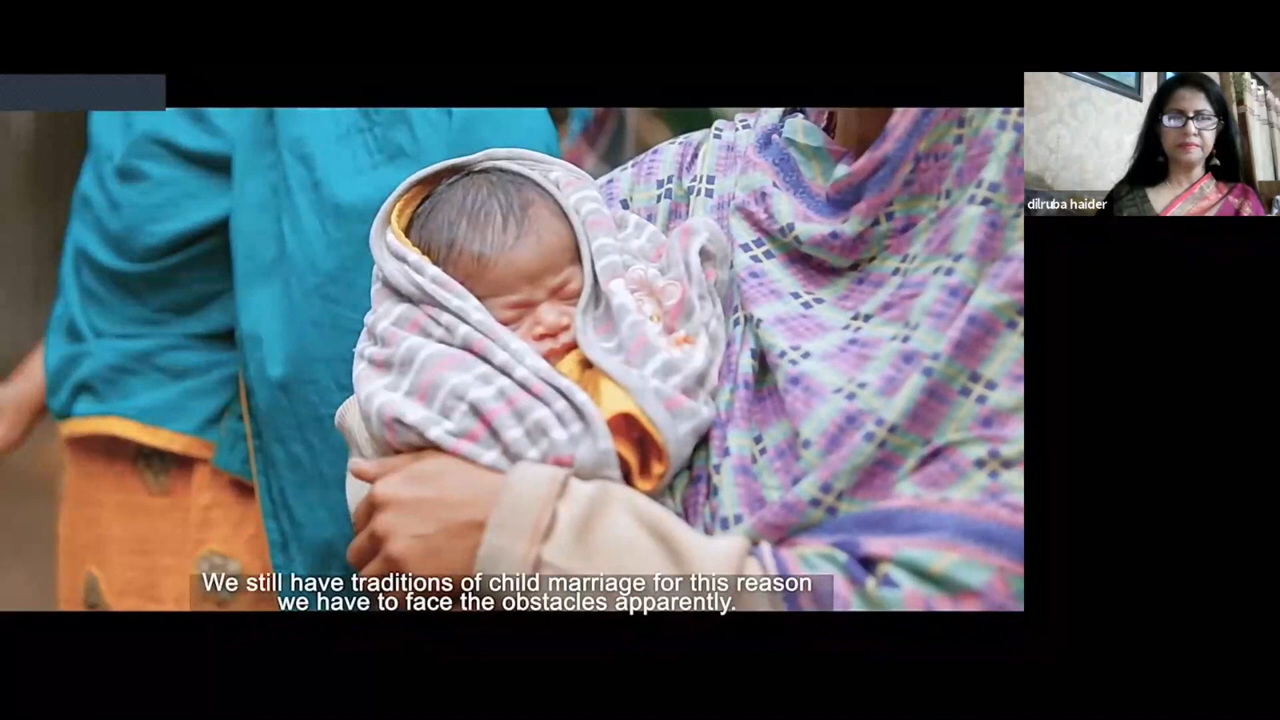 dilruba haider
We still have traditions of child marriage for this reason
we have to face the obstacles apparently.